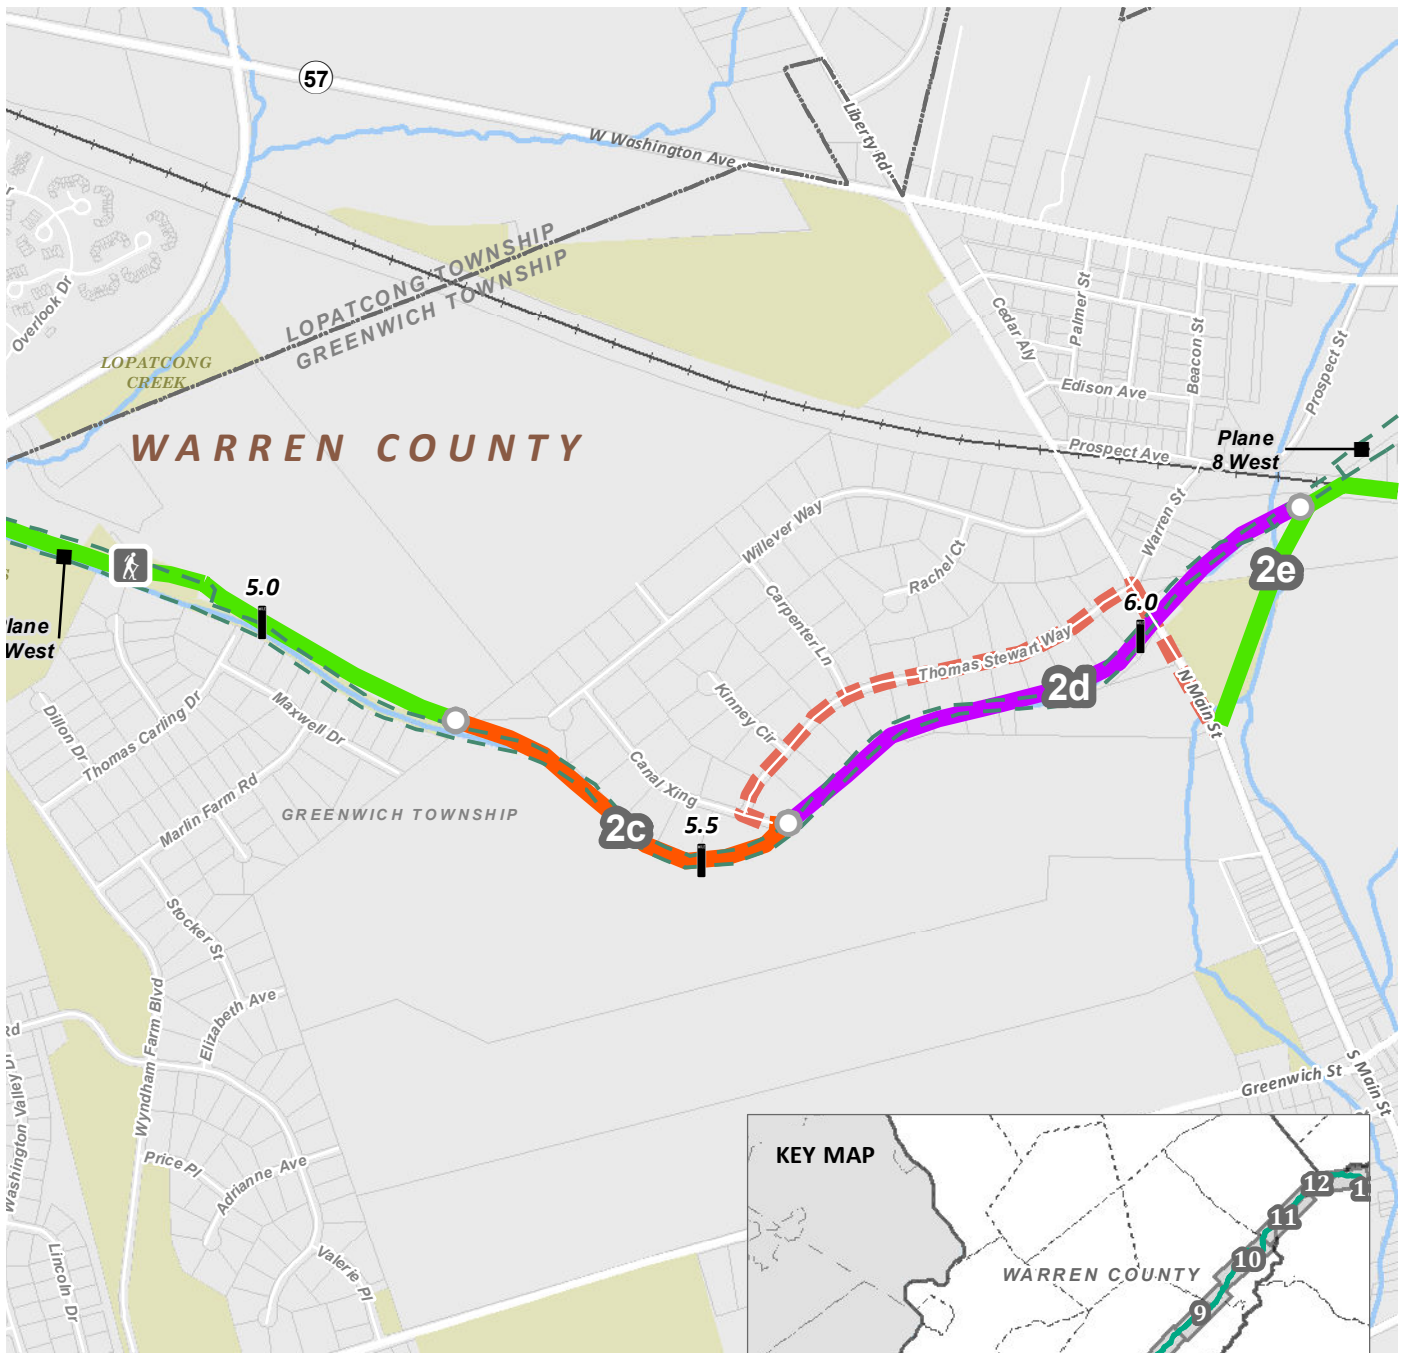 57
W Washington Ave
Liberty Rd
LOPATCONG TOWNSHIP
GREENWICH TOWNSHIP
Overlook Dr
LOPATCONG
CREEK
Cedar Aly
Palmer St
Beacon St
Prospect St
Edison Ave
WARREN COUNTY
Prospect Ave
Plane
8 West
Willever Way
Warren St
Rachel Ct
2e
5.0
Carpenter Ln
6.0
West
Thomas Stewart Way
2d
N Main St
Dillon Dr
Thomas Carling Dr
Maxwell Dr
Kinney Cir
Canal Xing
Marlin Farm Rd
GREENWICH TOWNSHIP
2c
5.5
Stocker St
Elizabeth Ave
Wyndham Farm Blvd
Rd
Washington Valley D
S Main St
Greenwich St
Price Pl
Adrianne Ave
Valerie Pl
Lincoln Dr
KEY MAP
12
1
11
10
WARREN COUNTY
9